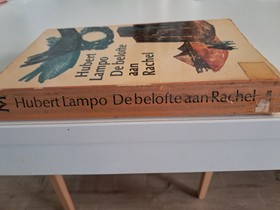 Hubert
Lampo
De belofte
aan
Rachel
M Hubert Lampo De belofte aan Rachel